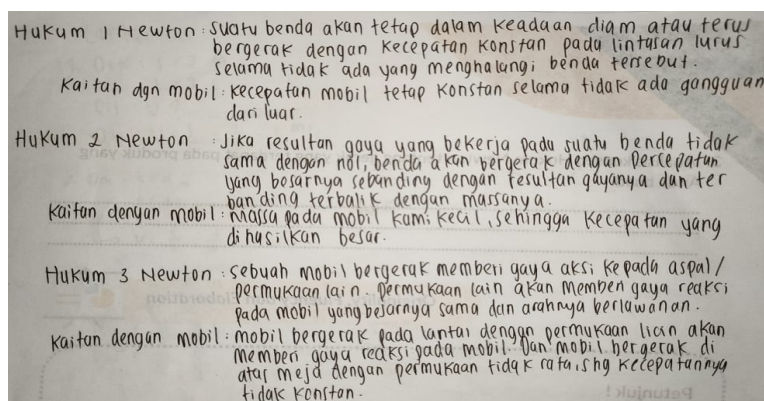 Hukum 1 Newton : suatu benda akan tetap dalam keadaan diam atau terus
bergerak dengan kecepatan konstan pada lintasan lurus
selama tidak ada yang menghalangi benda tersebut.
Kaitan dgn mobil : kecepatan mobil tetap konstan selama tidak ada gangguan
dari luar.
Hukum 2 Newton : Jika resultan gaya yang bekerja pada suatu benda tidak
sama dengan nol, benda akan bergerak dengan percepatan
yang besarnya sebanding dengan resultan gayanya dan ter
banding terbalik dengan massanya.
Kaitan dengan mobil : Massa pada mobil kami kecil, sehingga kecepatan yang
dihasilkan besar.
Hukum 3 Newton : sebuah mobil bergerak memberi gaya aksi kepada aspal/
permukaan lain. permukaan lain akan memberi gaya reaksi
pada mobil yang besarnya sama dan arahnya berlawanan.
Kaitan dengan mobil : mobil bergerak pada lantai dengan permukaan licin akan
memberi gaya reaksi pada mobil. Dan mobil bergerak di
atas meja dengan permukaan tidak rata, shg kecepatannya
tidak konstan.